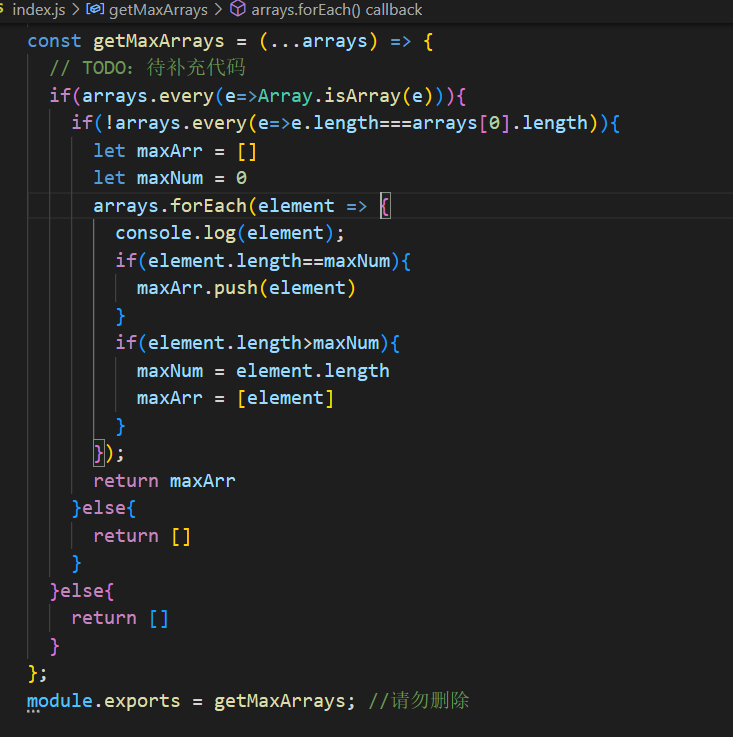 index.js > getMaxArrays > arrays.forEach() callback
const getMaxArrays = (...arrays) => {
// TODO：待补充代码
if(arrays.every(e=>Array.isArray(e))){
if(!arrays.every(e=>e.length===arrays[0].length)){
let maxArr = []
let maxNum = 0
arrays.forEach(element => {
console.log(element);
if(element.length==maxNum){
maxArr.push(element)
}
if(element.length>maxNum){
maxNum = element.length
maxArr = [element]
}
});
return maxArr
}else{
return []
}
}else{
return []
}
};
module.exports = getMaxArrays; //请勿删除